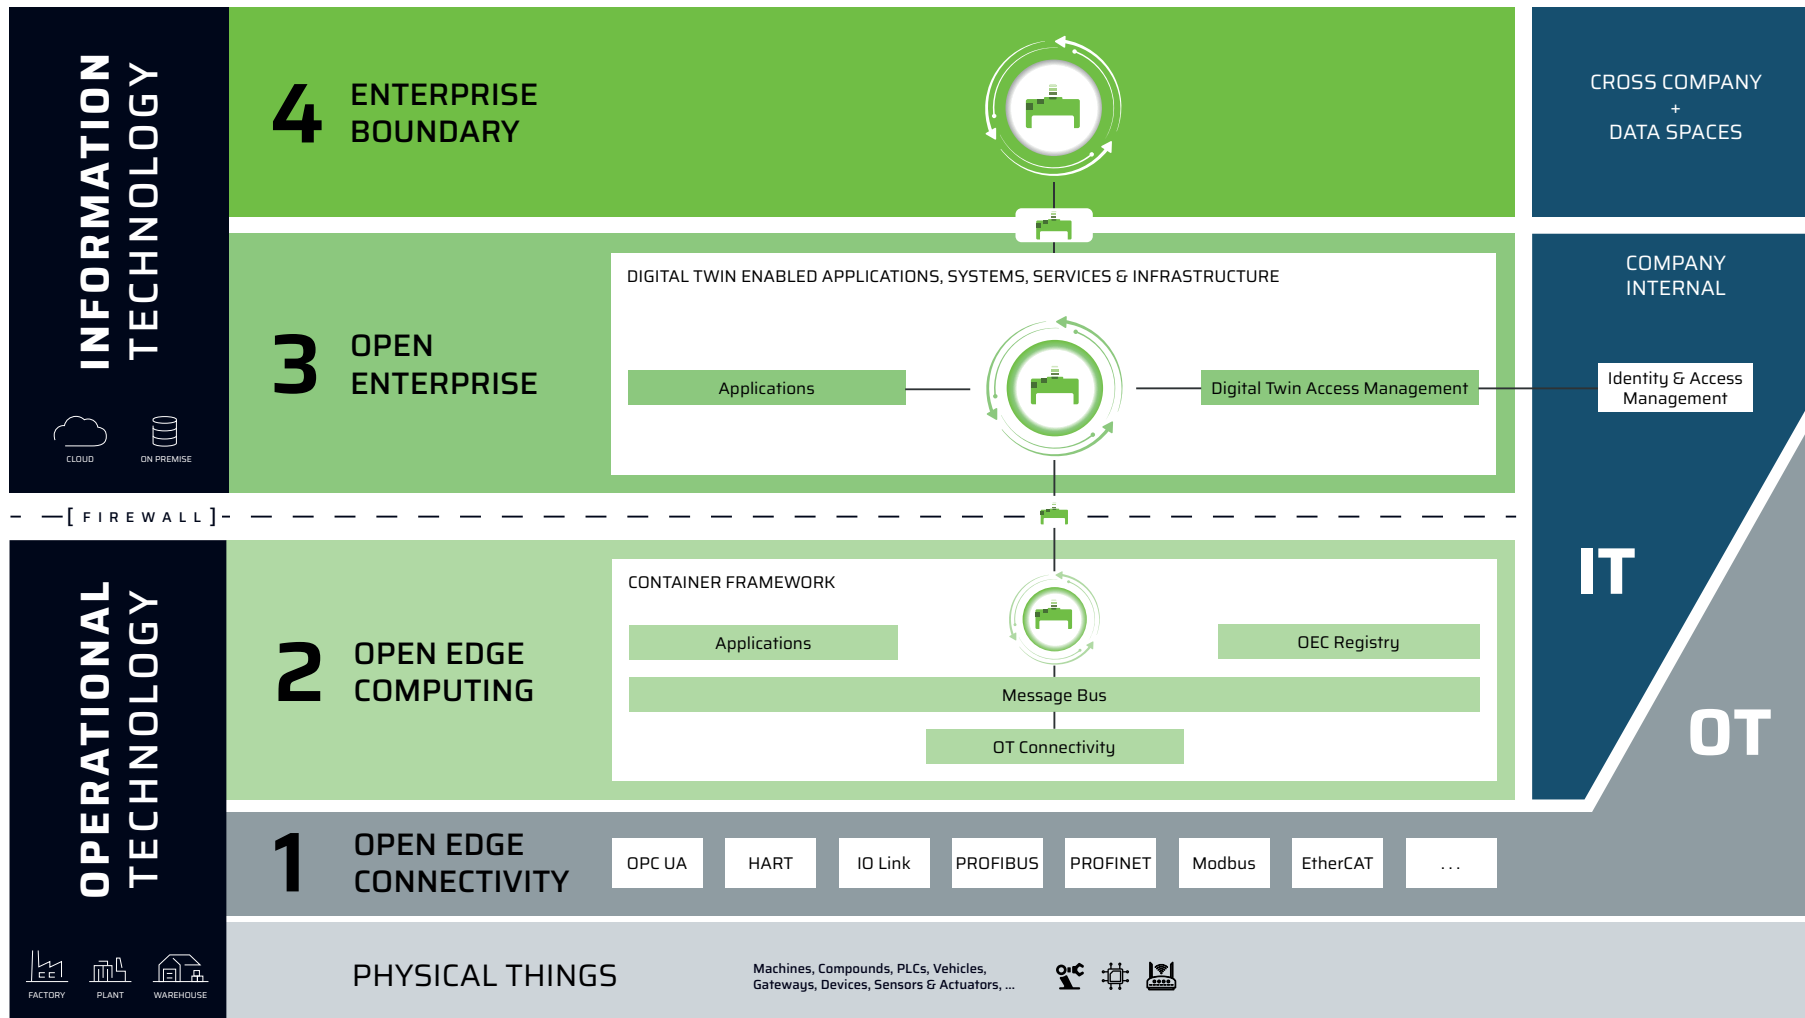 INFORMATION
TECHNOLOGY
CLOUD
ON PREMISE
4
ENTERPRISE
BOUNDARY
CROSS COMPANY
+
DATA SPACES
3
OPEN
ENTERPRISE
DIGITAL TWIN ENABLED APPLICATIONS, SYSTEMS, SERVICES & INFRASTRUCTURE
Applications
Digital Twin Access Management
COMPANY
INTERNAL
Identity & Access
Management
[ FIREWALL ]
OPERATIONAL
TECHNOLOGY
FACTORY
PLANT
WAREHOUSE
2
OPEN EDGE
COMPUTING
CONTAINER FRAMEWORK
Applications
OEC Registry
Message Bus
OT Connectivity
IT
OT
1
OPEN EDGE
CONNECTIVITY
OPC UA
HART
IO Link
PROFIBUS
PROFINET
Modbus
EtherCAT
...
PHYSICAL THINGS
Machines, Compounds, PLCs, Vehicles,
Gateways, Devices, Sensors & Actuators, ...